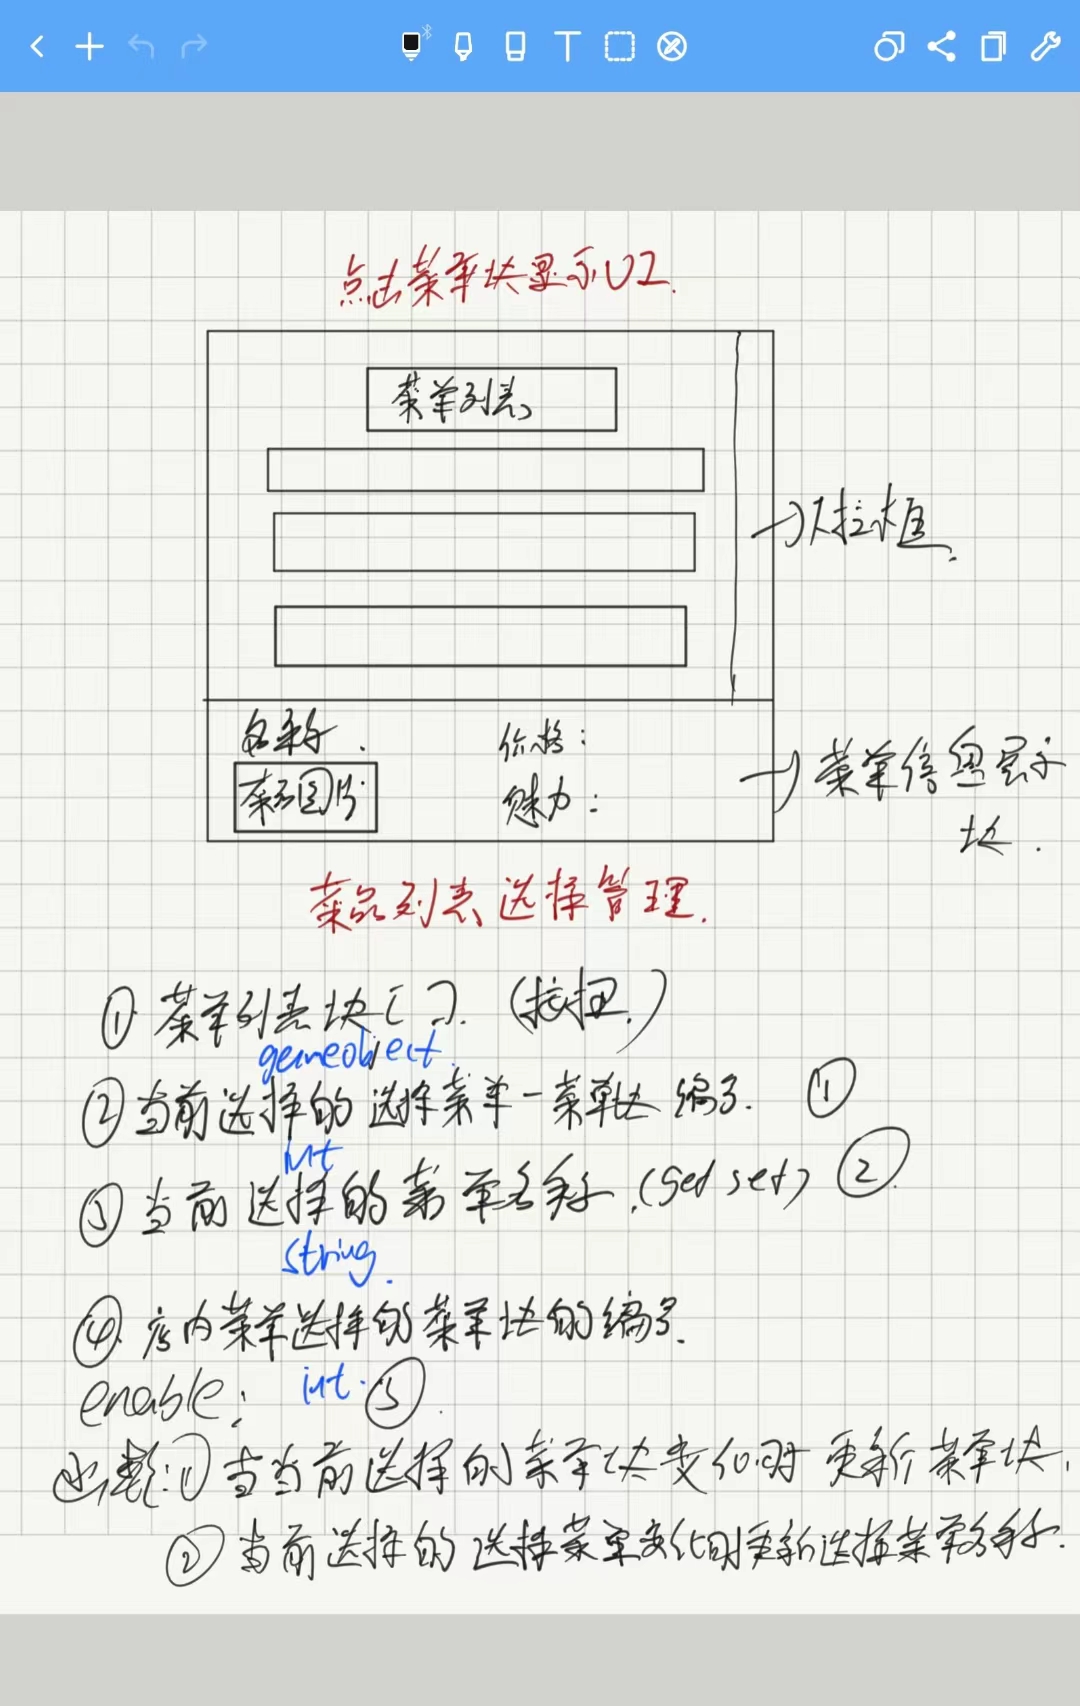 点击菜单块显示UI.
菜单列表
→下拉框.
名称. 价格:
菜品图片 魅力:
→菜单信息展示
块.
菜品列表选择管理.
① 菜单列表块[ ]. (按扭.)
gameobject.
②当前选择的选择菜单一菜单块编号. ①
int
③当前选择的菜单名称.(get set) ②
string.
④.店内菜单选择的菜单块的编号.
enable: int. ③.
函数:①当当前选择的菜单块变化时更新菜单块.
②当前选择的选择菜单变化时更新选择菜单名称.